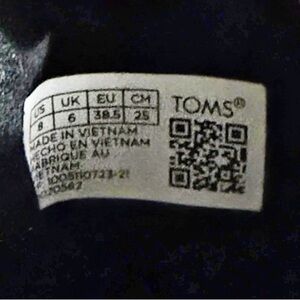 US UK EU CM TOMS®
8 6 38.5 25
MADE IN VIETNAM
HECHO EN VIETNAM
FABRIQUE AU
VIETNAM